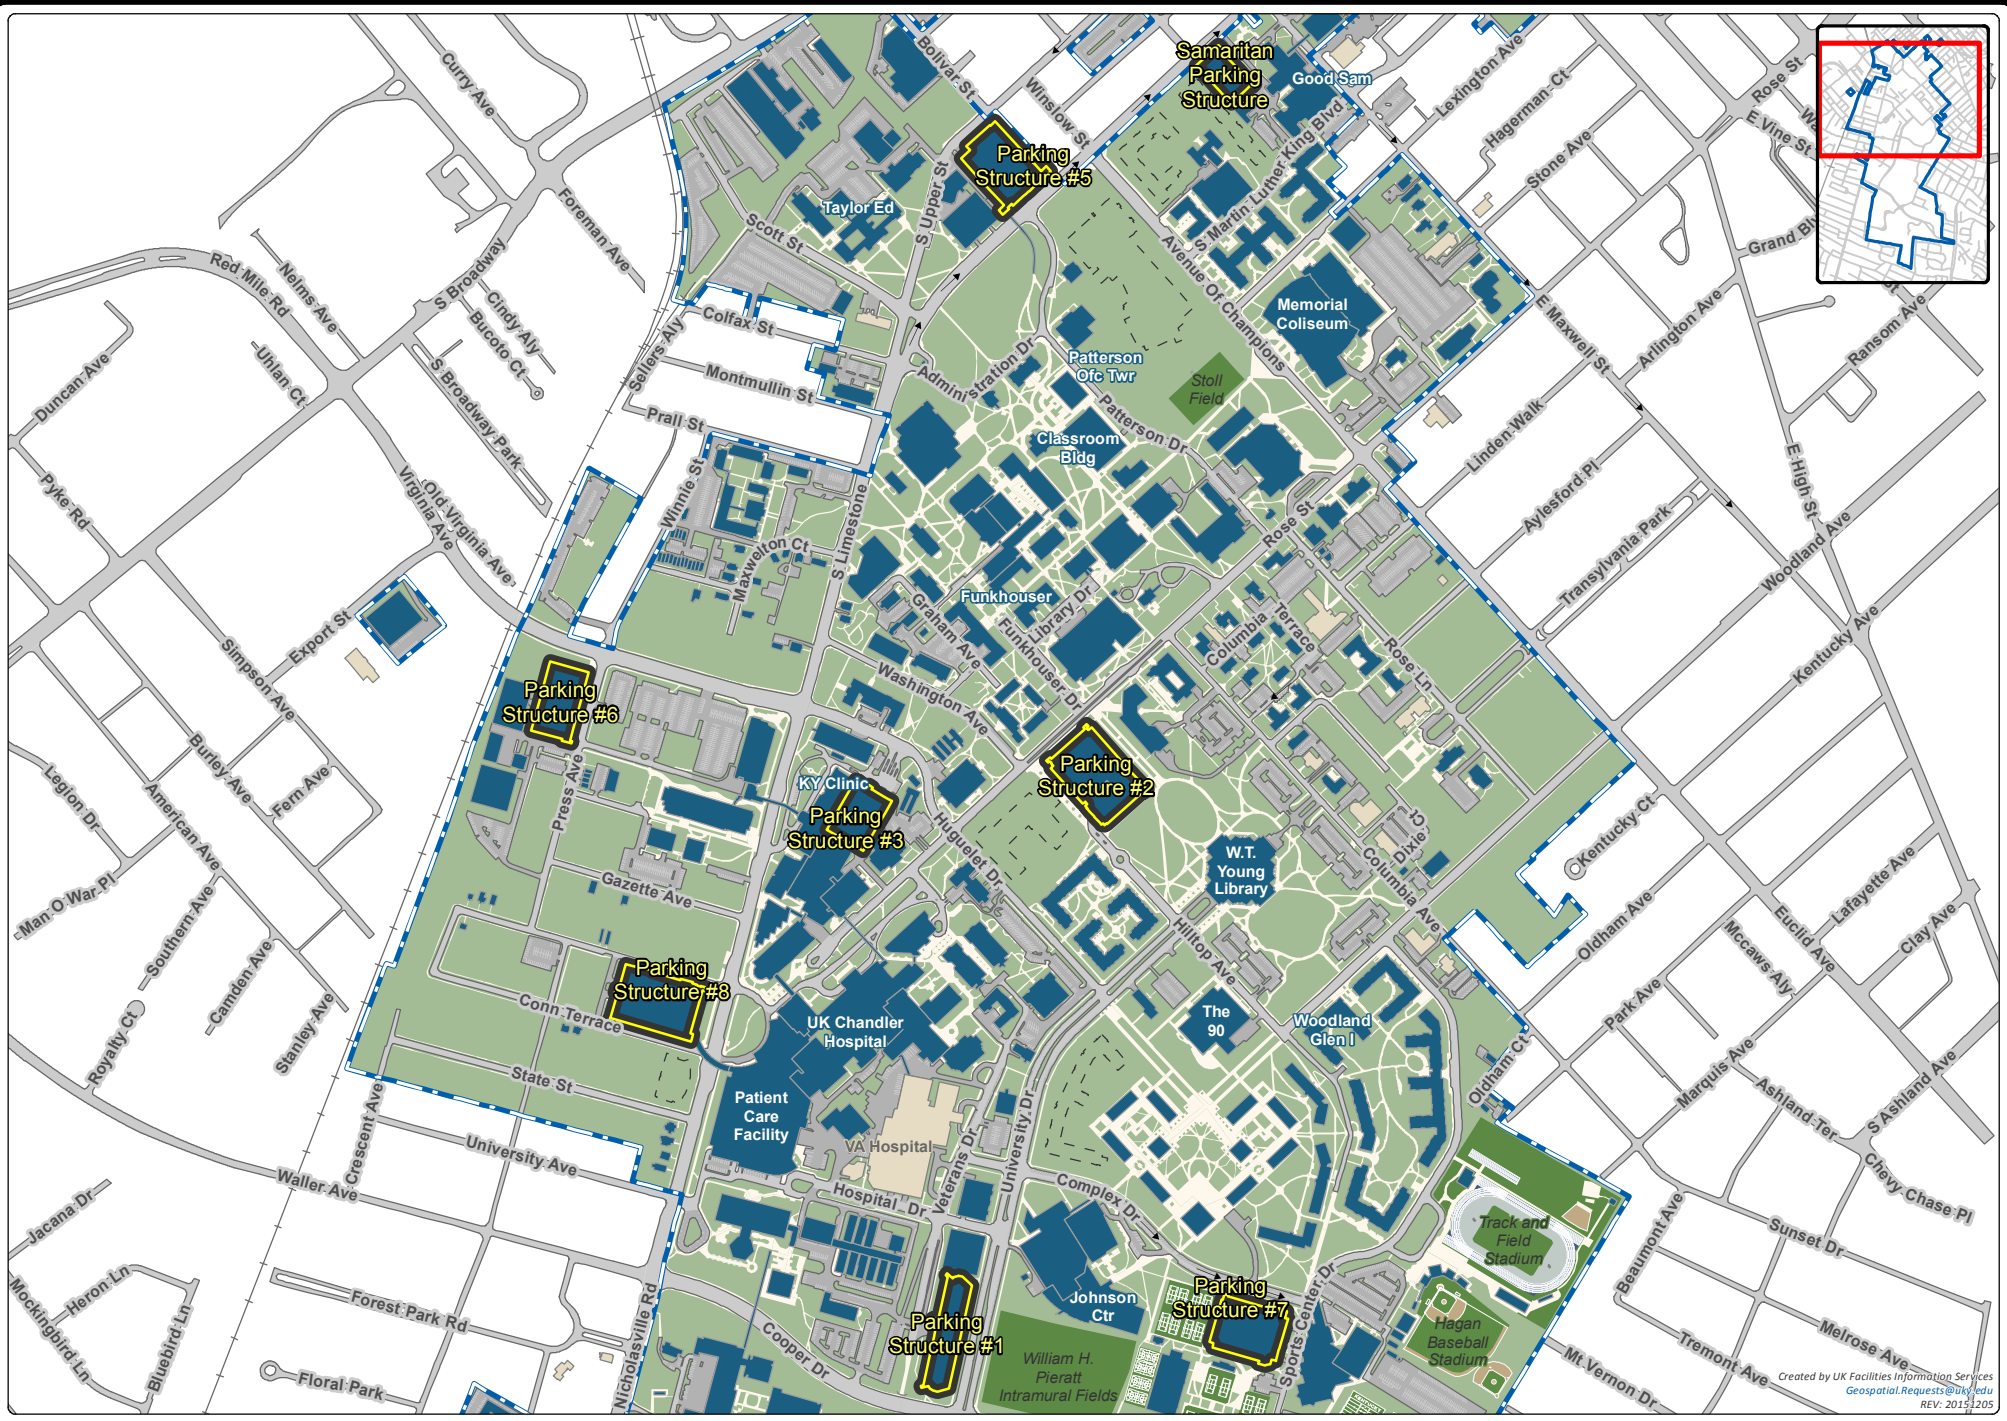 Samaritan
Parking
Structure
Good Sam
Curry Ave
Bolivar St
Winslow St
Lexington Ave
Hagerman Ct
Stone Ave
Rose St
E Vine St
Parking
Structure #5
S Upper St
Taylor Ed
Scott St
Foreman Ave
S Martin Luther King Blvd
Avenue Of Champions
Memorial
Coliseum
Grand Bl
Ransom Ave
Arlington Ave
E Maxwell St
Red Mile Rd
Nelms Ave
S Broadway
Cindy Aly
Bucoto Ct
Uhlan Ct
Duncan Ave
S Broadway Park
Sellers Aly
Colfax St
Montmullin St
Prall St
Administration Dr
Patterson
Ofc Twr
Stoll
Field
Patterson Dr
Classroom
Bldg
Linden Walk
Aylesford Pl
E High St
Transylvania Park
Woodland Ave
Kentucky Ave
Pyke Rd
Virginia Ave
Old Virginia Ave
Winnie St
Maxwelton Ct
S Limestone
Rose St
Funkhouser
Library Dr
Graham Ave
Funkhouser Dr
Columbia
Terrace
Rose Ln
Export St
Simpson Ave
Washington Ave
Parking
Structure #6
Parking
Structure #2
KY Clinic
Parking
Structure #3
Press Ave
Burley Ave
Fern Ave
Legion Dr
American Ave
Man O War Pl
Southern Ave
Camden Ave
Stanley Ave
Royalty Ct
Gazette Ave
Huguelet Dr
W.T.
Young
Library
Dixie Ct
Columbia Ave
Kentucky Ct
Oldham Ave
Lafayette Ave
Clay Ave
Euclid Ave
Mccaws Aly
Park Ave
Hilltop Ave
Parking
Structure #8
Conn Terrace
UK Chandler
Hospital
The
90
Woodland
Glen I
Oldham Ct
Marquis Ave
Ashland Ter
S Ashland Ave
Chevy Chase Pl
State St
Crescent Ave
University Ave
Waller Ave
Patient
Care
Facility
VA Hospital
Hospital Dr
Veterans Dr
University Dr
Complex Dr
Track and
Field
Stadium
Beaumont Ave
Sunset Dr
Jacana Dr
Heron Ln
Mockingbird Ln
Bluebird Ln
Forest Park Rd
Floral Park
Nicholasville Rd
Cooper Dr
Parking
Structure #1
Johnson
Ctr
William H.
Pieratt
Intramural Fields
Parking
Structure #7
Sports Center Dr
Hagan
Baseball
Stadium
Mt Vernon Dr
Tremont Ave
Melrose Ave
Created by UK Facilities Information Services
Geospatial.Requests@uky.edu
REV: 20151205